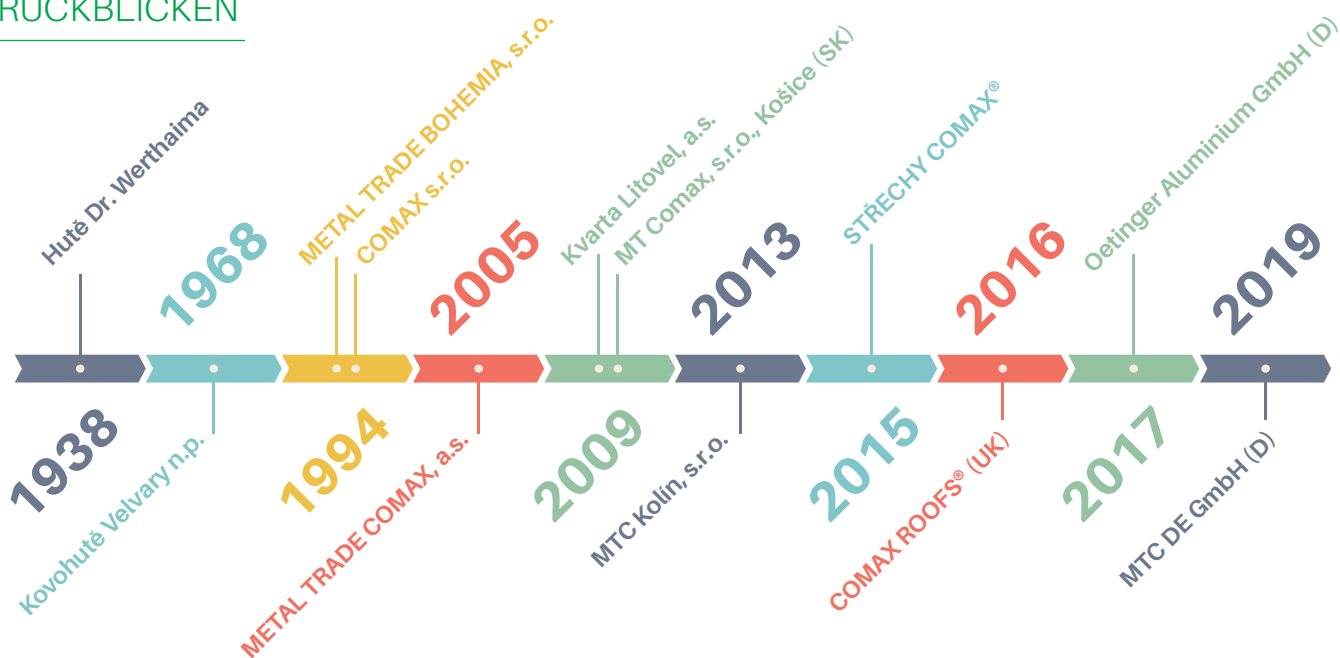 RÜCKBLICKEN
Hutě Dr. Werthaima
1938
1968
Kovohutě Velvary n.p.
METAL TRADE BOHEMIA, s.r.o.
COMAX s.r.o.
1994
2005
METAL TRADE COMAX, a.s.
Kvarta Litovel, a.s.
MT Comax, s.r.o., Košice (SK)
2009
2013
MTC Kolín, s.r.o.
STŘECHY COMAX®
2015
2016
COMAX ROOFS® (UK)
Oetinger Aluminium GmbH (D)
2017
2019
MTC DE GmbH (D)